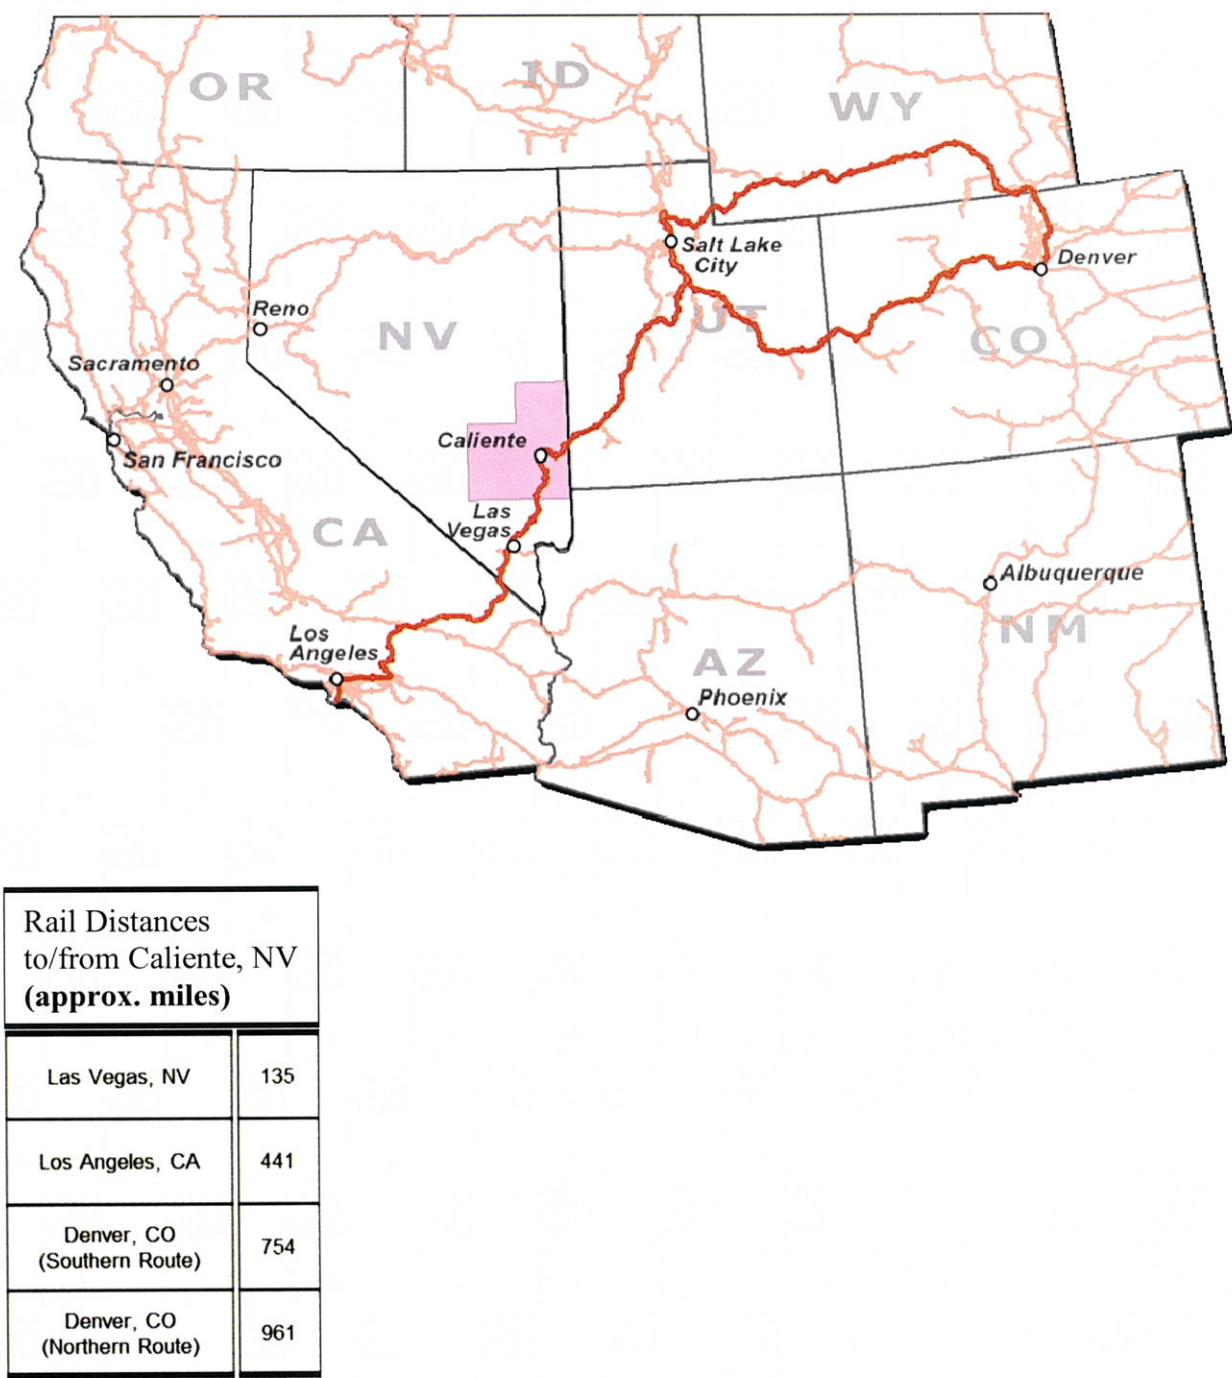 OR
ID
WY
Salt Lake
City
Denver
Reno
NV
UT
CO
Sacramento
Caliente
San Francisco
Las
Vegas
CA
Albuquerque
NM
Los
Angeles
AZ
Phoenix
Rail Distances
to/from Caliente, NV
(approx. miles)
Las Vegas, NV 135
Los Angeles, CA 441
Denver, CO
(Southern Route) 754
Denver, CO
(Northern Route) 961